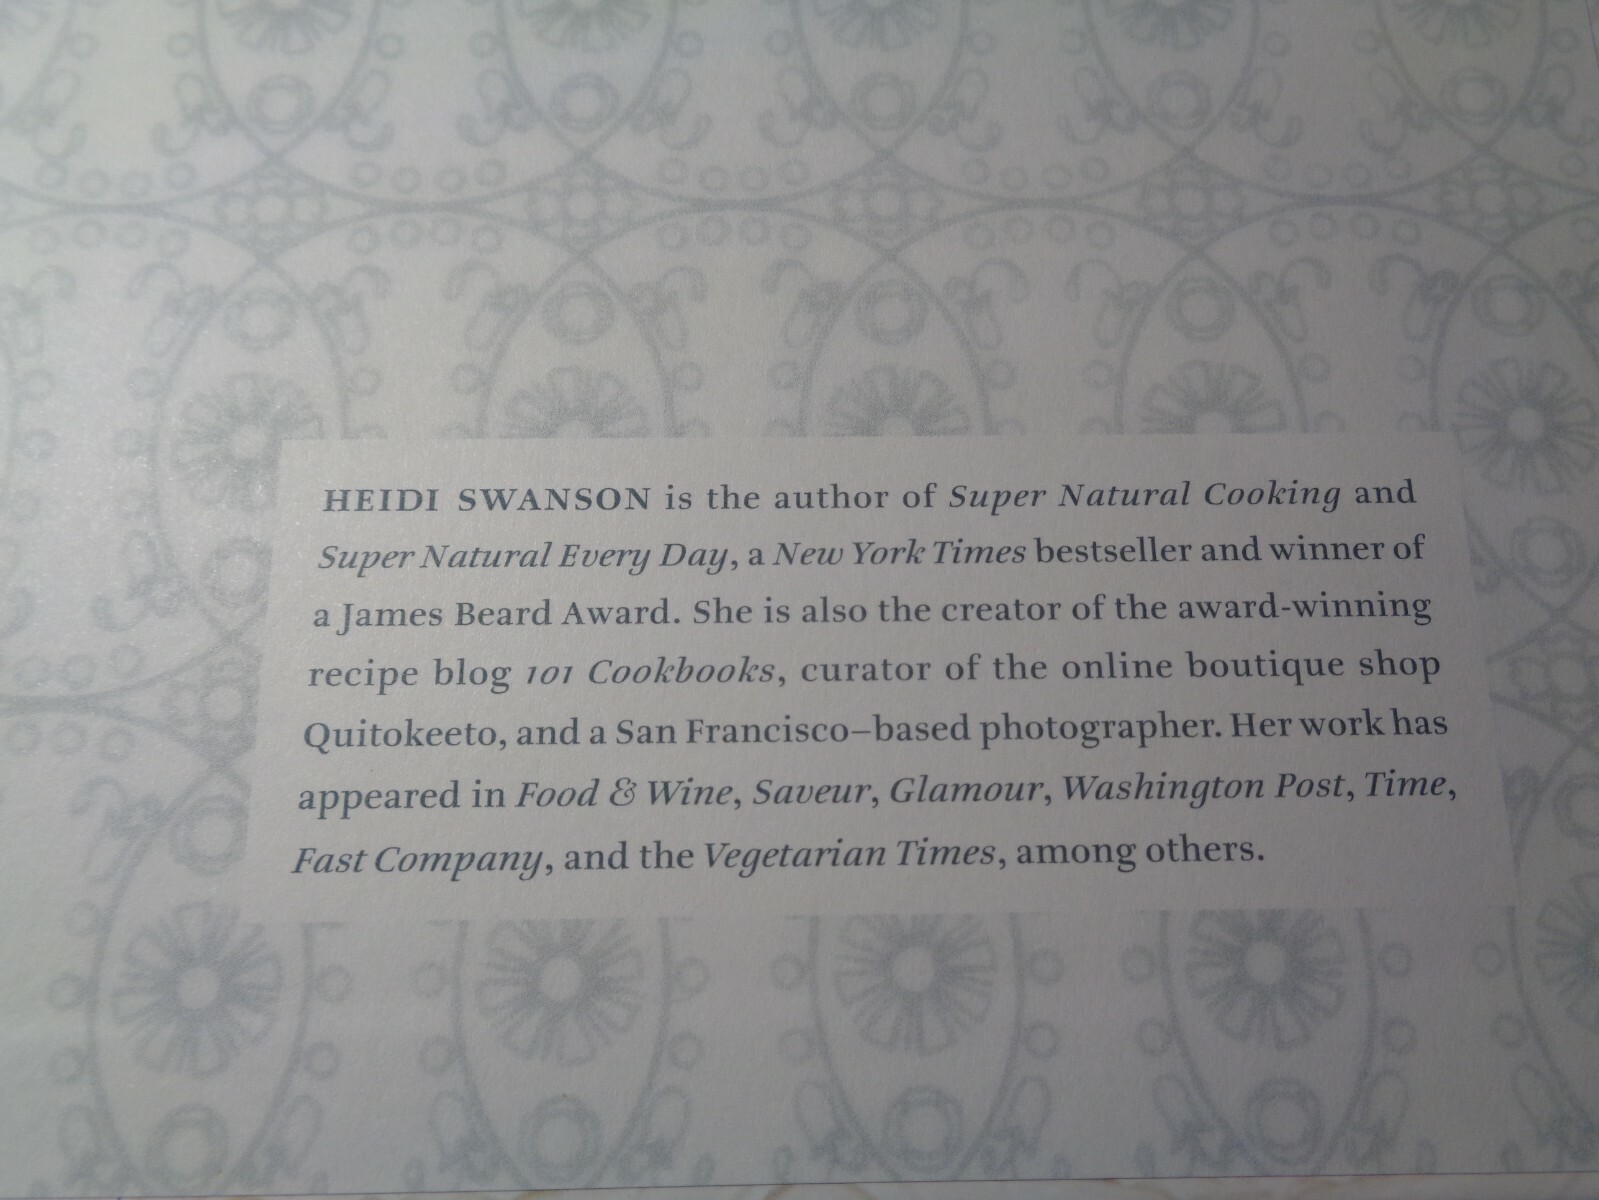 HEIDI SWANSON is the author of Super Natural Cooking and
Super Natural Every Day, a New York Times bestseller and winner of
a James Beard Award. She is also the creator of the award-winning
recipe blog 101 Cookbooks, curator of the online boutique shop
Quitokeeto, and a San Francisco–based photographer. Her work has
appeared in Food & Wine, Saveur, Glamour, Washington Post, Time,
Fast Company, and the Vegetarian Times, among others.